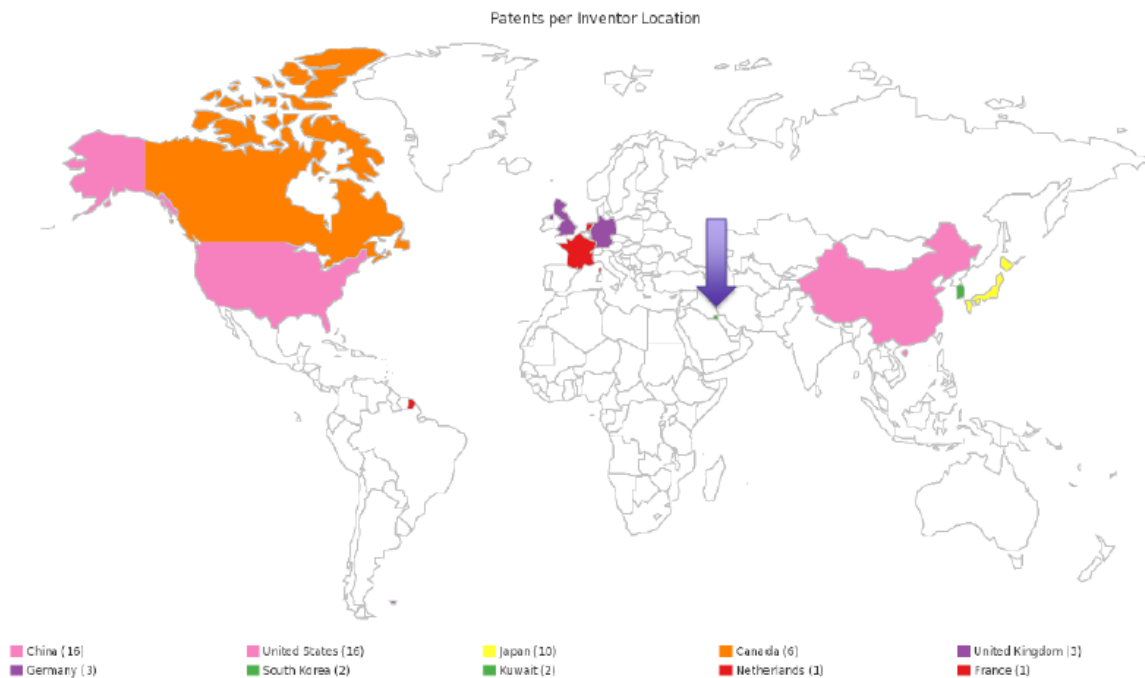 Patents per Inventor Location
China (16) United States (16) Japan (10) Canada (6) United Kingdom (3)
Germany (3) South Korea (2) Kuwait (2) Netherlands (1) France (1)